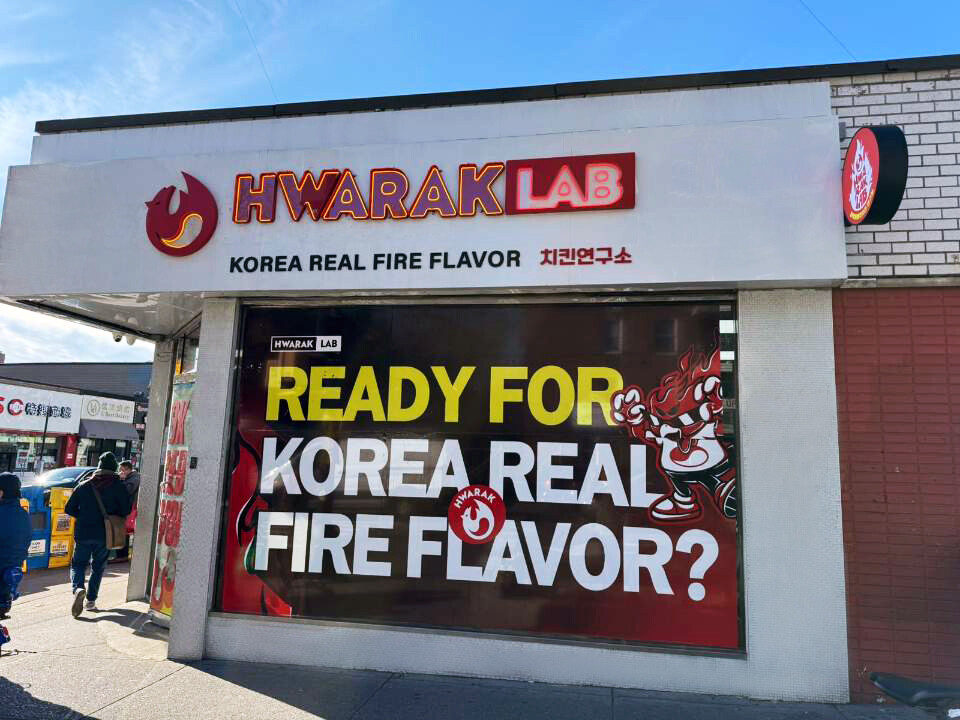 HWARAK LAB
KOREA REAL FIRE FLAVOR 치킨연구소
HWARAK LAB
READY FOR
KOREA REAL
HWARAK
FIRE FLAVOR?